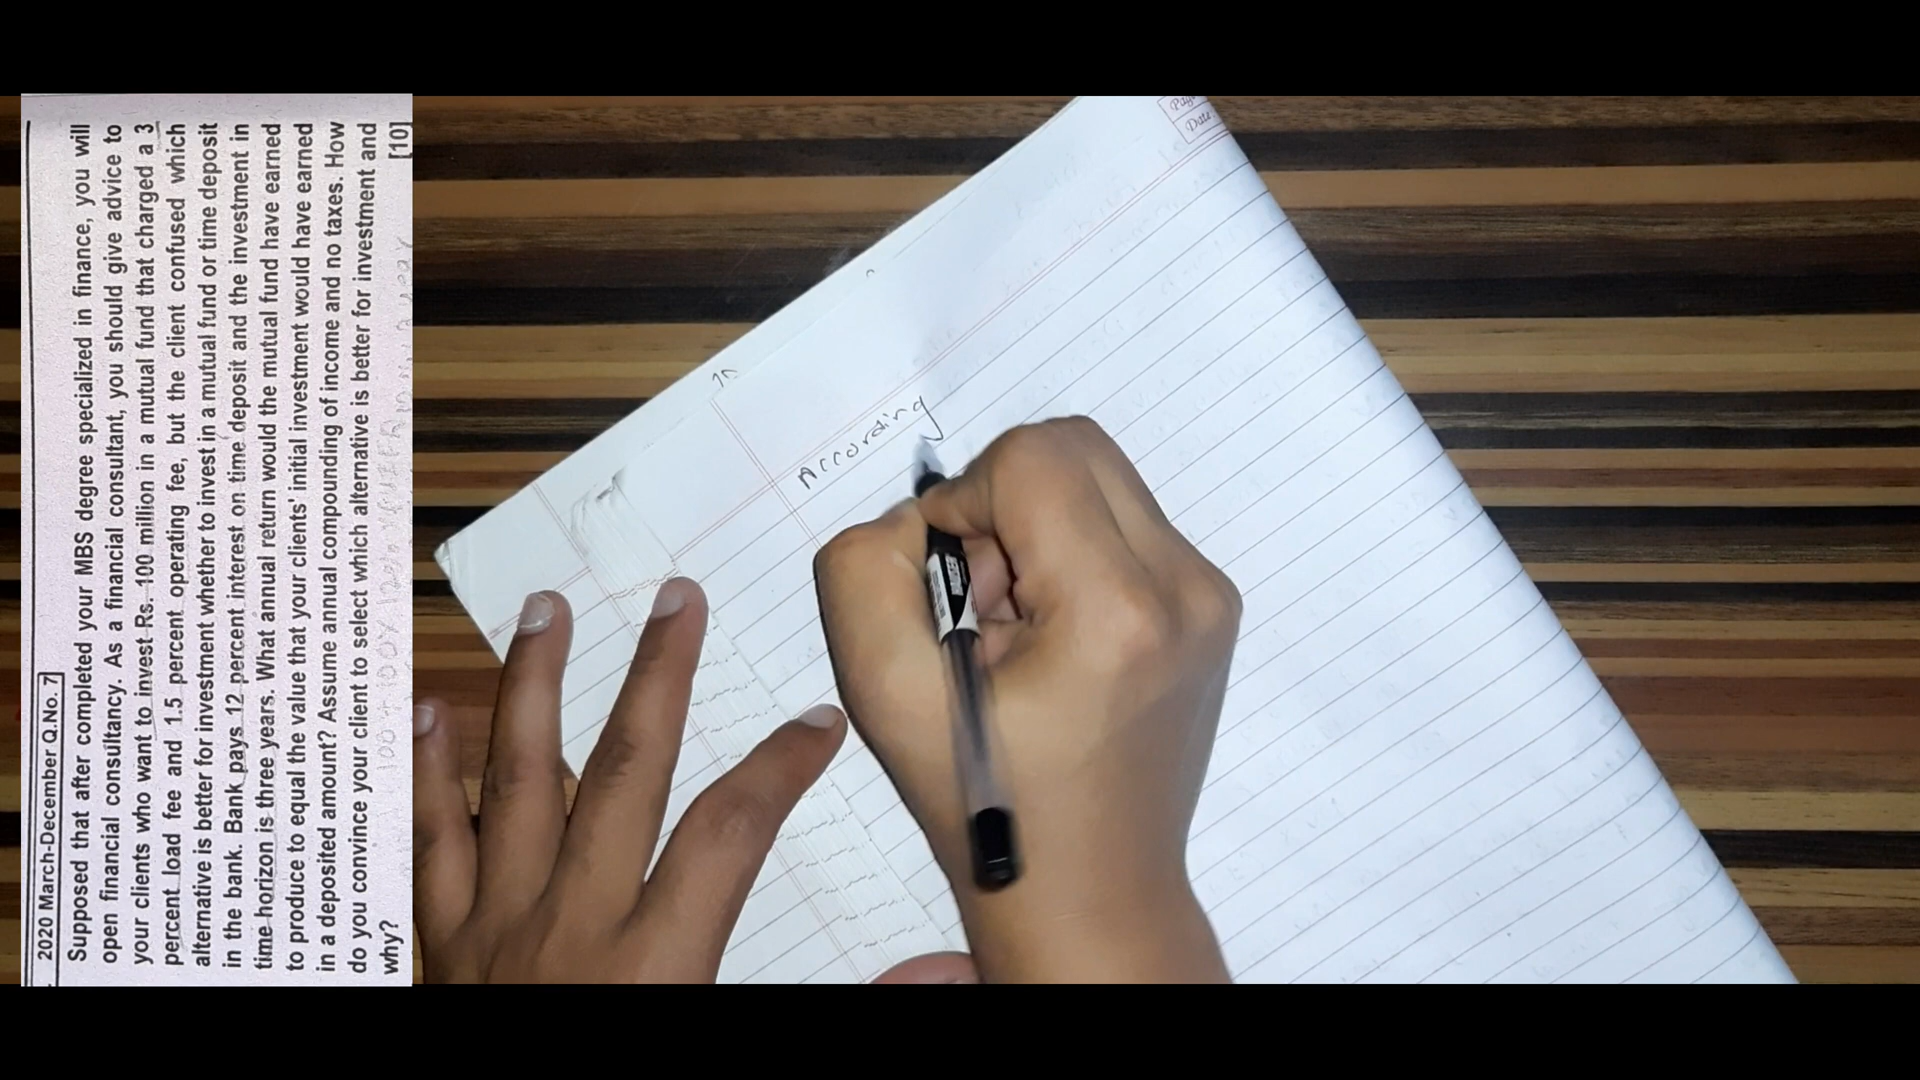 2020 March-December Q.No. 7
Supposed that after completed your MBS degree specialized in finance, you will
open financial consultancy. As a financial consultant, you should give advice to
your clients who want to invest Rs. 100 million in a mutual fund that charged a 3
percent load fee and 1.5 percent operating fee, but the client confused which
alternative is better for investment whether to invest in a mutual fund or time deposit
in the bank. Bank pays 12 percent interest on time deposit and the investment in
time horizon is three years. What annual return would the mutual fund have earned
to produce to equal the value that your clients' initial investment would have earned
in a deposited amount? Assume annual compounding of income and no taxes. How
do you convince your client to select which alternative is better for investment and
why? [10]
According
Page
Date